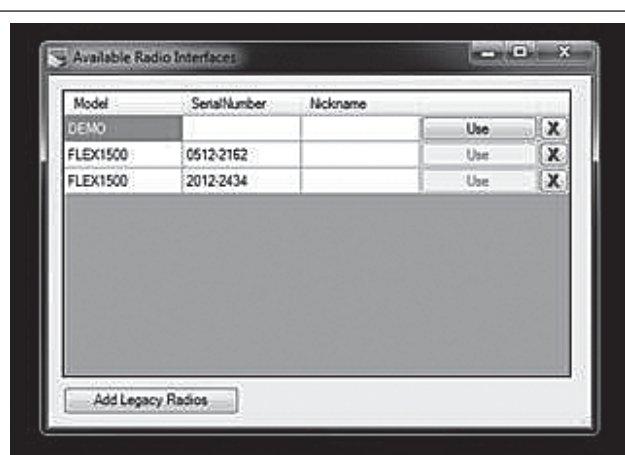 Available Radio Interfaces
Model SerialNumber Nickname
DEMO Use X
FLEX1500 0512-2162 Use X
FLEX1500 2012-2434 Use X
Add Legacy Radios